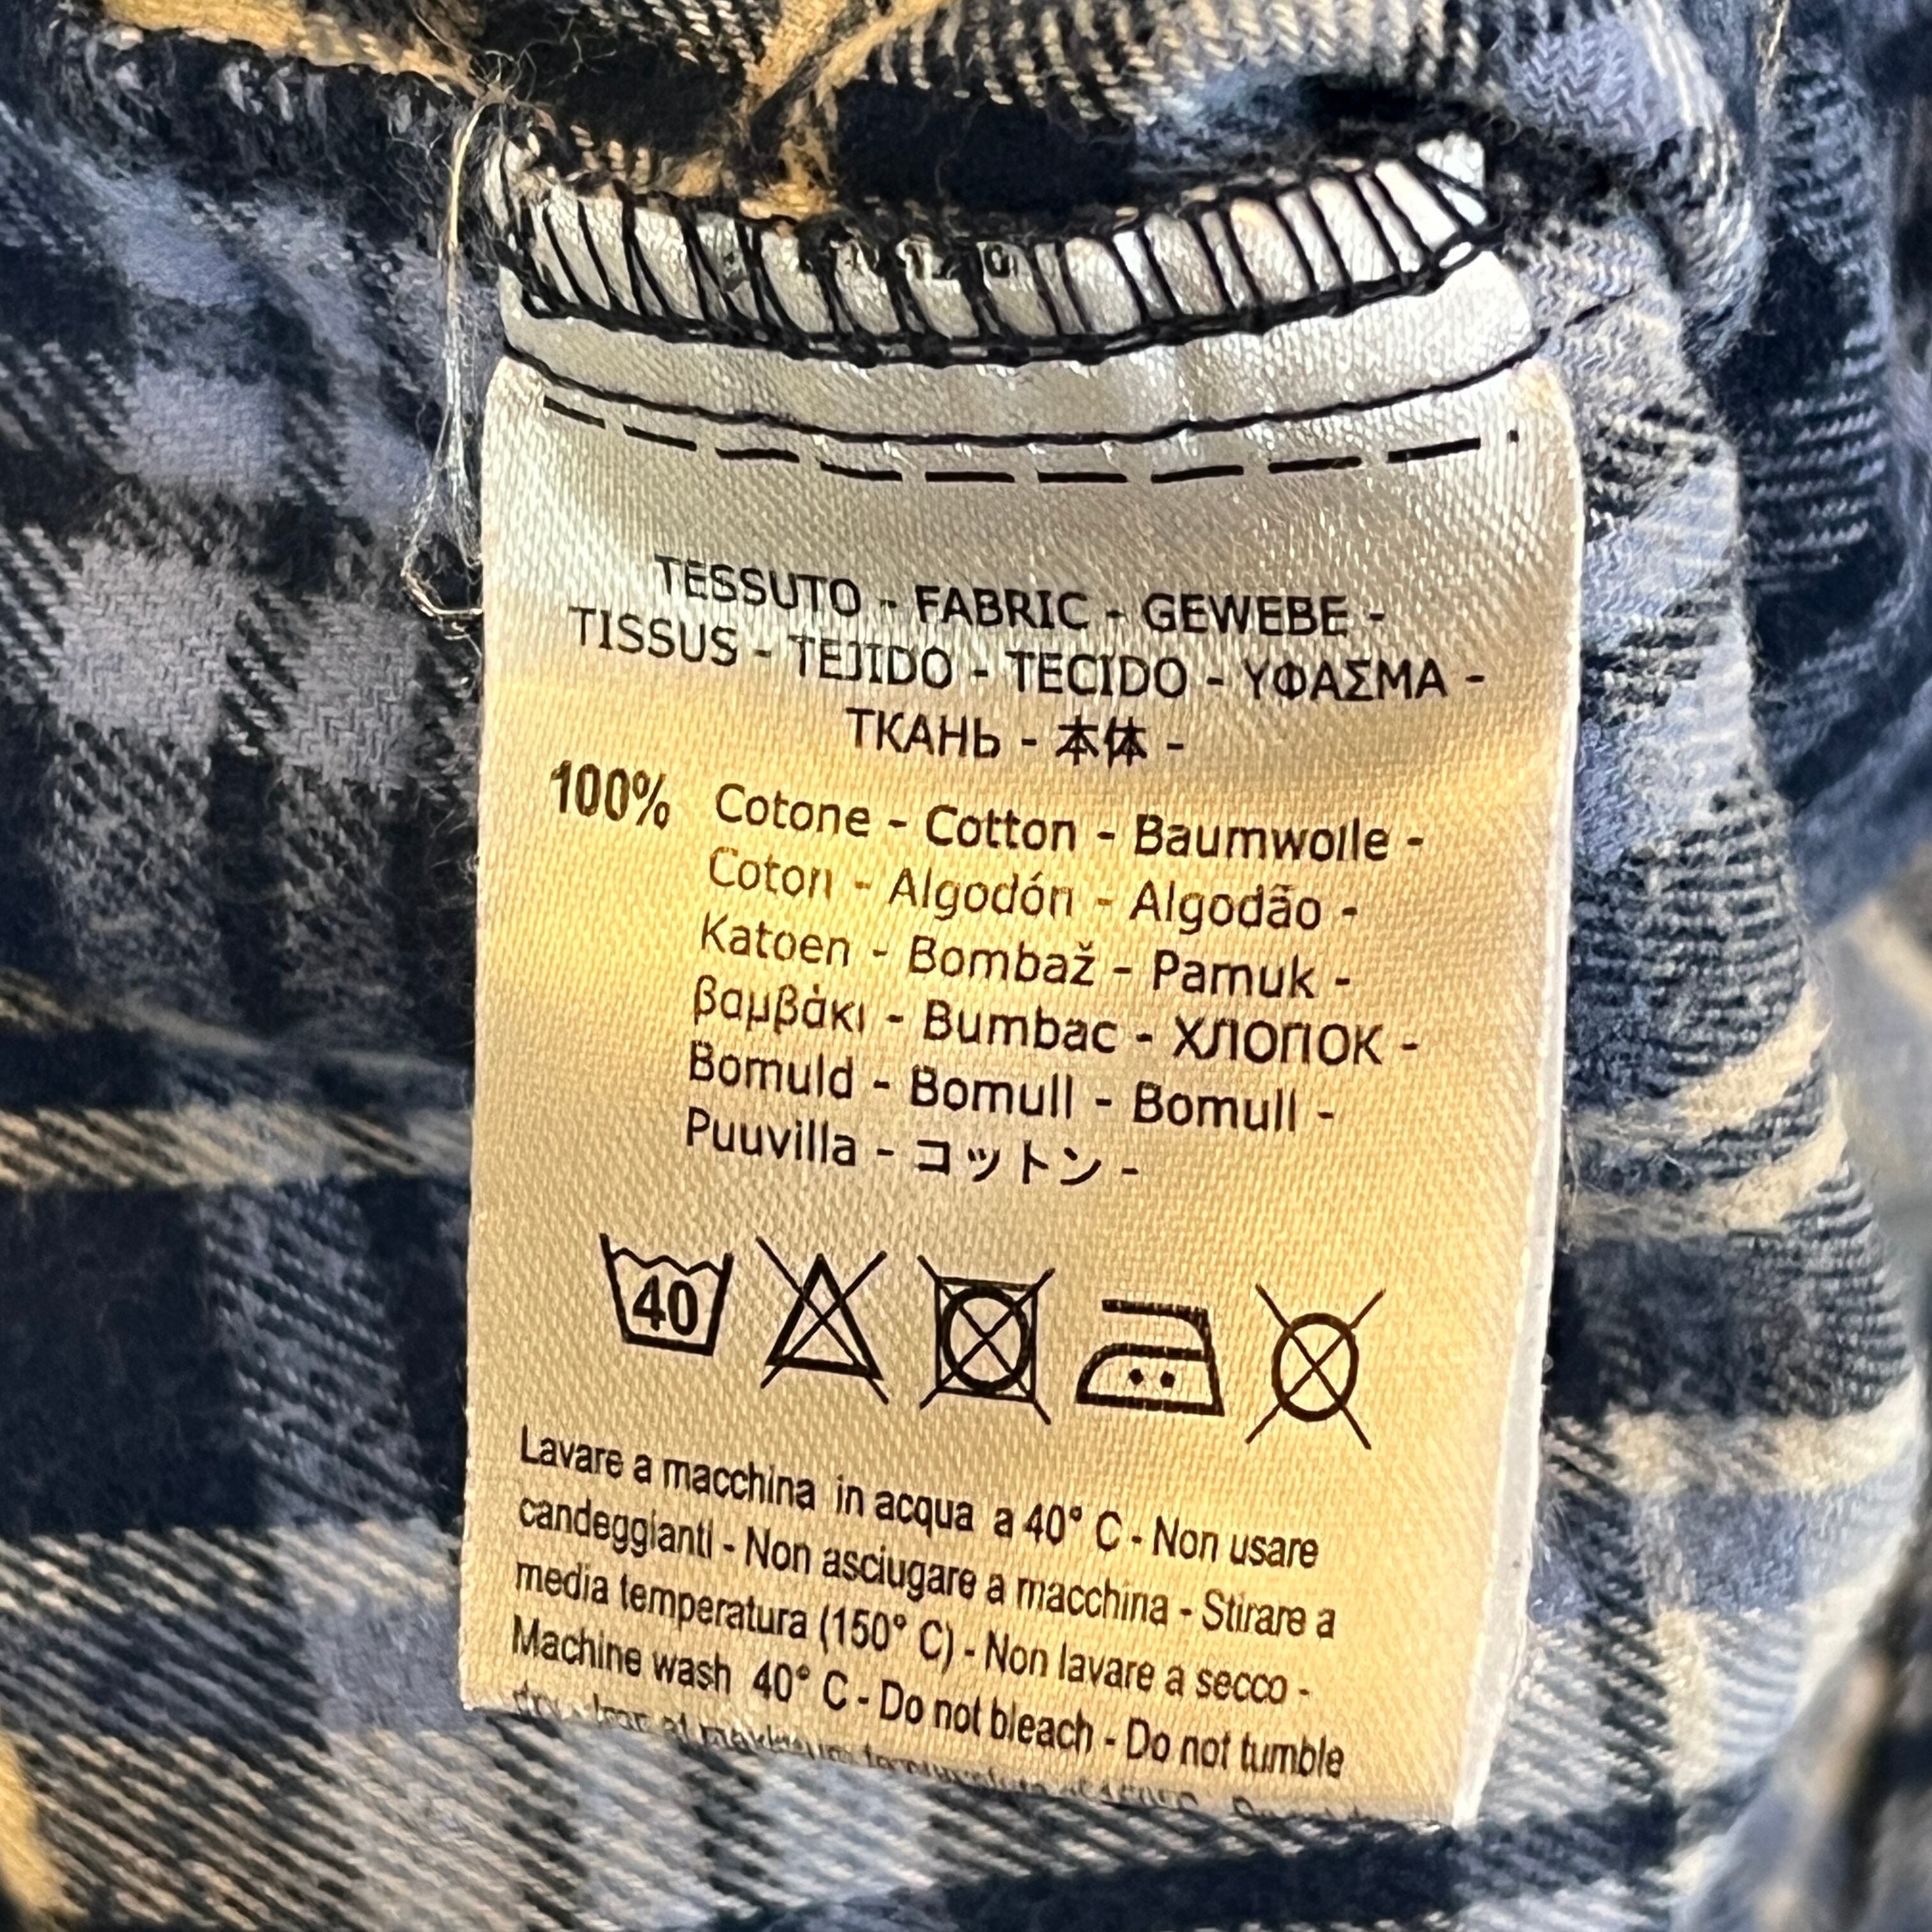 TESSUTO - FABRIC - GEWEBE -
TISSUS - TEJIDO - TECIDO - ΥΦΑΣΜΑ -
ТКАНЬ - 本体 -
100% Cotone - Cotton - Baumwolle -
Coton - Algodón - Algodão -
Katoen - Bombaž - Pamuk -
βαμβάκι - Bumbac - ХЛОПОК -
Bomuld - Bomull - Bomull -
Puuvilla - コットン -
40
Lavare a macchina in acqua a 40° C - Non usare
candeggianti - Non asciugare a macchina - Stirare a
media temperatura (150° C) - Non lavare a secco -
Machine wash 40° C - Do not bleach - Do not tumble